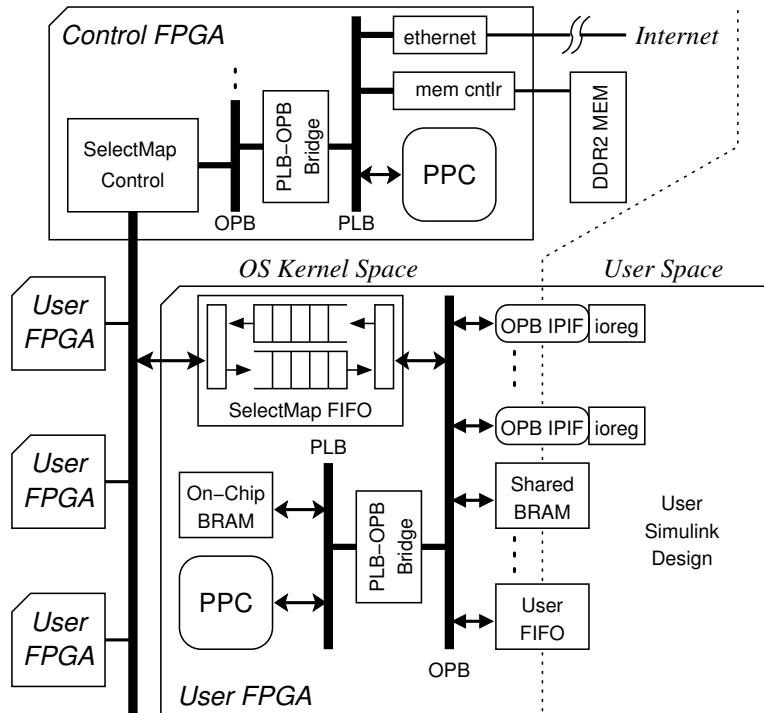 Control FPGA
ethernet
Internet
mem cntlr
DDR2 MEM
PLB-OPB
Bridge
SelectMap
Control
PPC
OPB
PLB
OS Kernel Space
User Space
User
FPGA
OPB IPIF
ioreg
SelectMap FIFO
User
FPGA
OPB IPIF
ioreg
PLB
On-Chip
BRAM
Shared
BRAM
PLB-OPB
Bridge
User
Simulink
Design
PPC
User
FIFO
User
FPGA
OPB
User FPGA